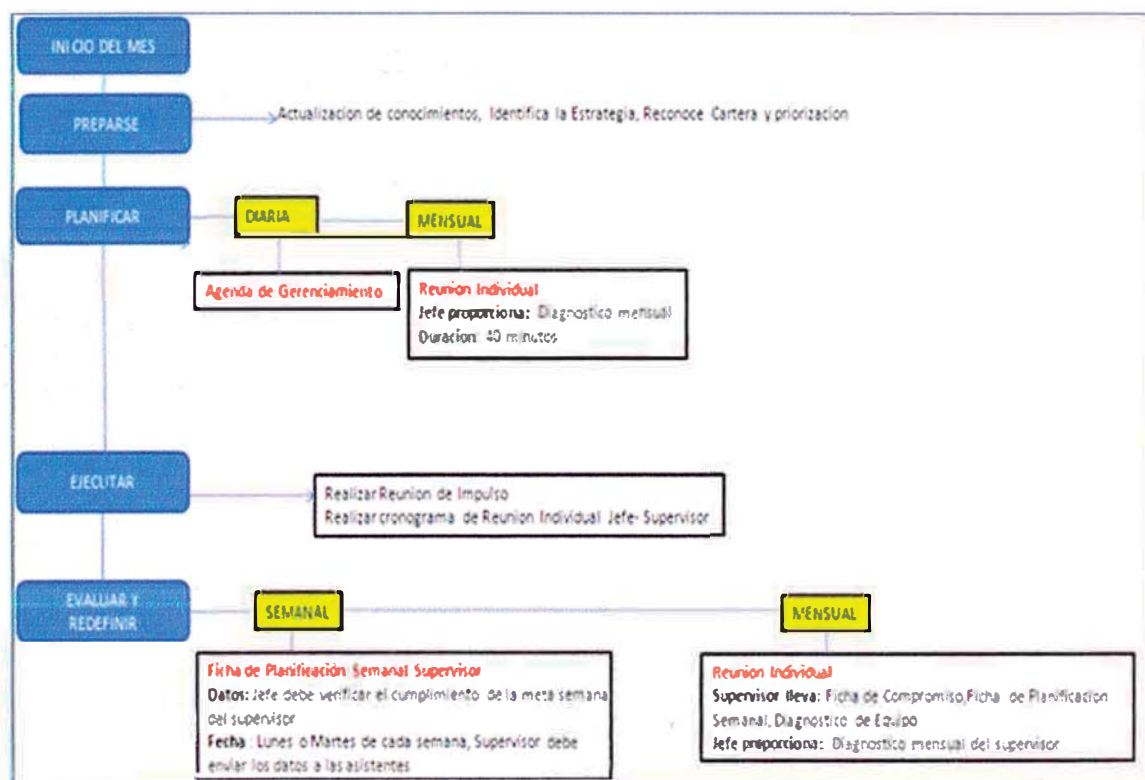 INICIO DEL MES
PREPARSE
Actualizacion de conocimientos, Identifica la Estrategia, Reconoce Cartera y priorizacion
PLANIFICAR
DIARIA
MENSUAL
Agenda de Gerenciamiento
Reunion Individual
Jefe proporciona: Diagnostico mensual
Duracion: 40 minutos
EJECUTAR
Realizar Reunion de Impulso
Realizar cronograma de Reunion Individual Jefe- Supervisor
EVALUAR Y
REDEFINIR
SEMANAL
MENSUAL
Ficha de Planificación Semanal Supervisor
Datos: Jefe debe verificar el cumplimiento de la meta semana
del supervisor
Fecha : Lunes o Martes de cada semana, Supervisor debe
enviar los datos a las asistentes
Reunion Individual
Supervisor lleva: Ficha de Compromiso,Ficha de Planificacion
Semanal, Diagnostico de Equipo
Jefe proporciona: Diagnostico mensual del supervisor